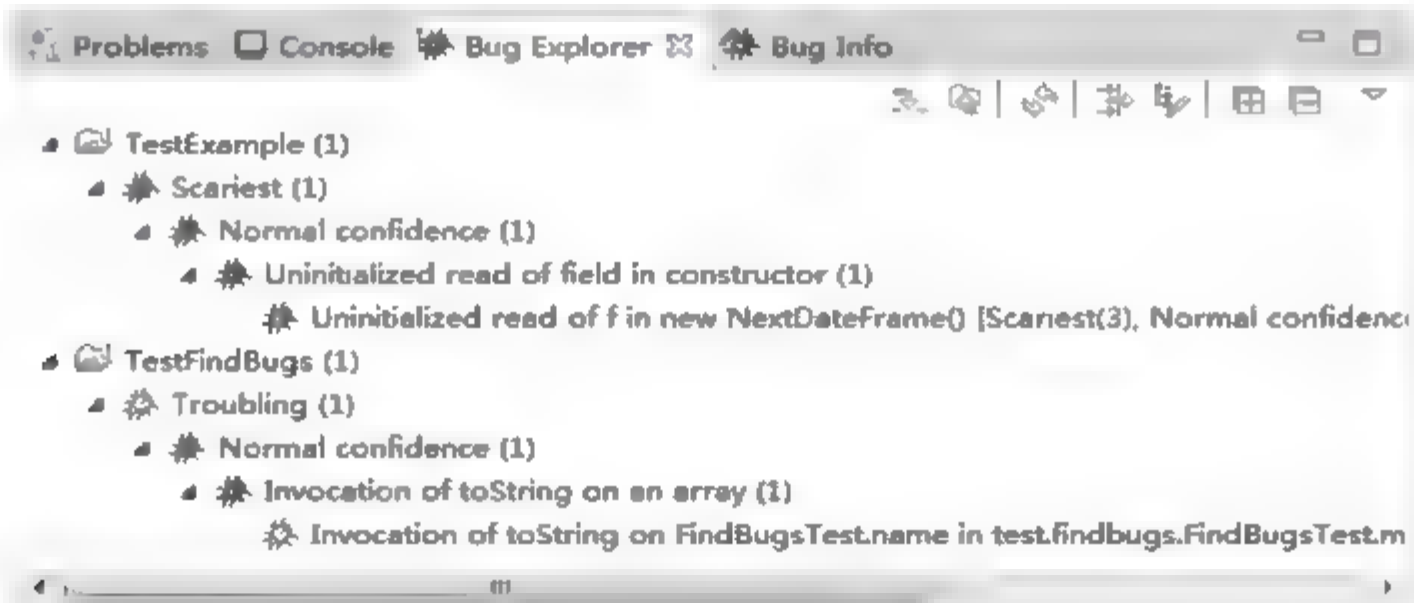 Problems Console Bug Explorer Bug Info
TestExample (1)
Scariest (1)
Normal confidence (1)
Uninitialized read of field in constructor (1)
Uninitialized read of f in new NextDateFrame() [Scariest(3), Normal confidenc
TestFindBugs (1)
Troubling (1)
Normal confidence (1)
Invocation of toString on an array (1)
Invocation of toString on FindBugsTest.name in test.findbugs.FindBugsTest.m